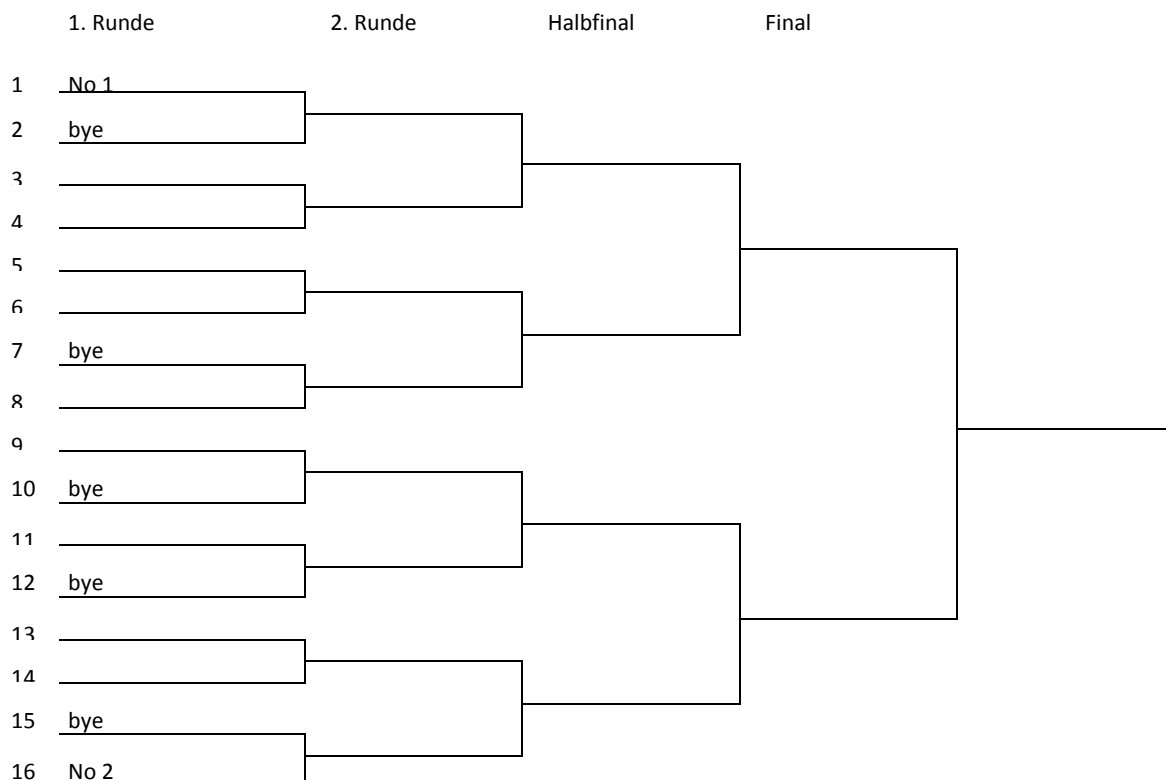 1. Runde 2. Runde Halbfinal Final
1 No 1
2 bye
3
4
5
6
7 bye
8
9
10 bye
11
12 bye
13
14
15 bye
16 No 2